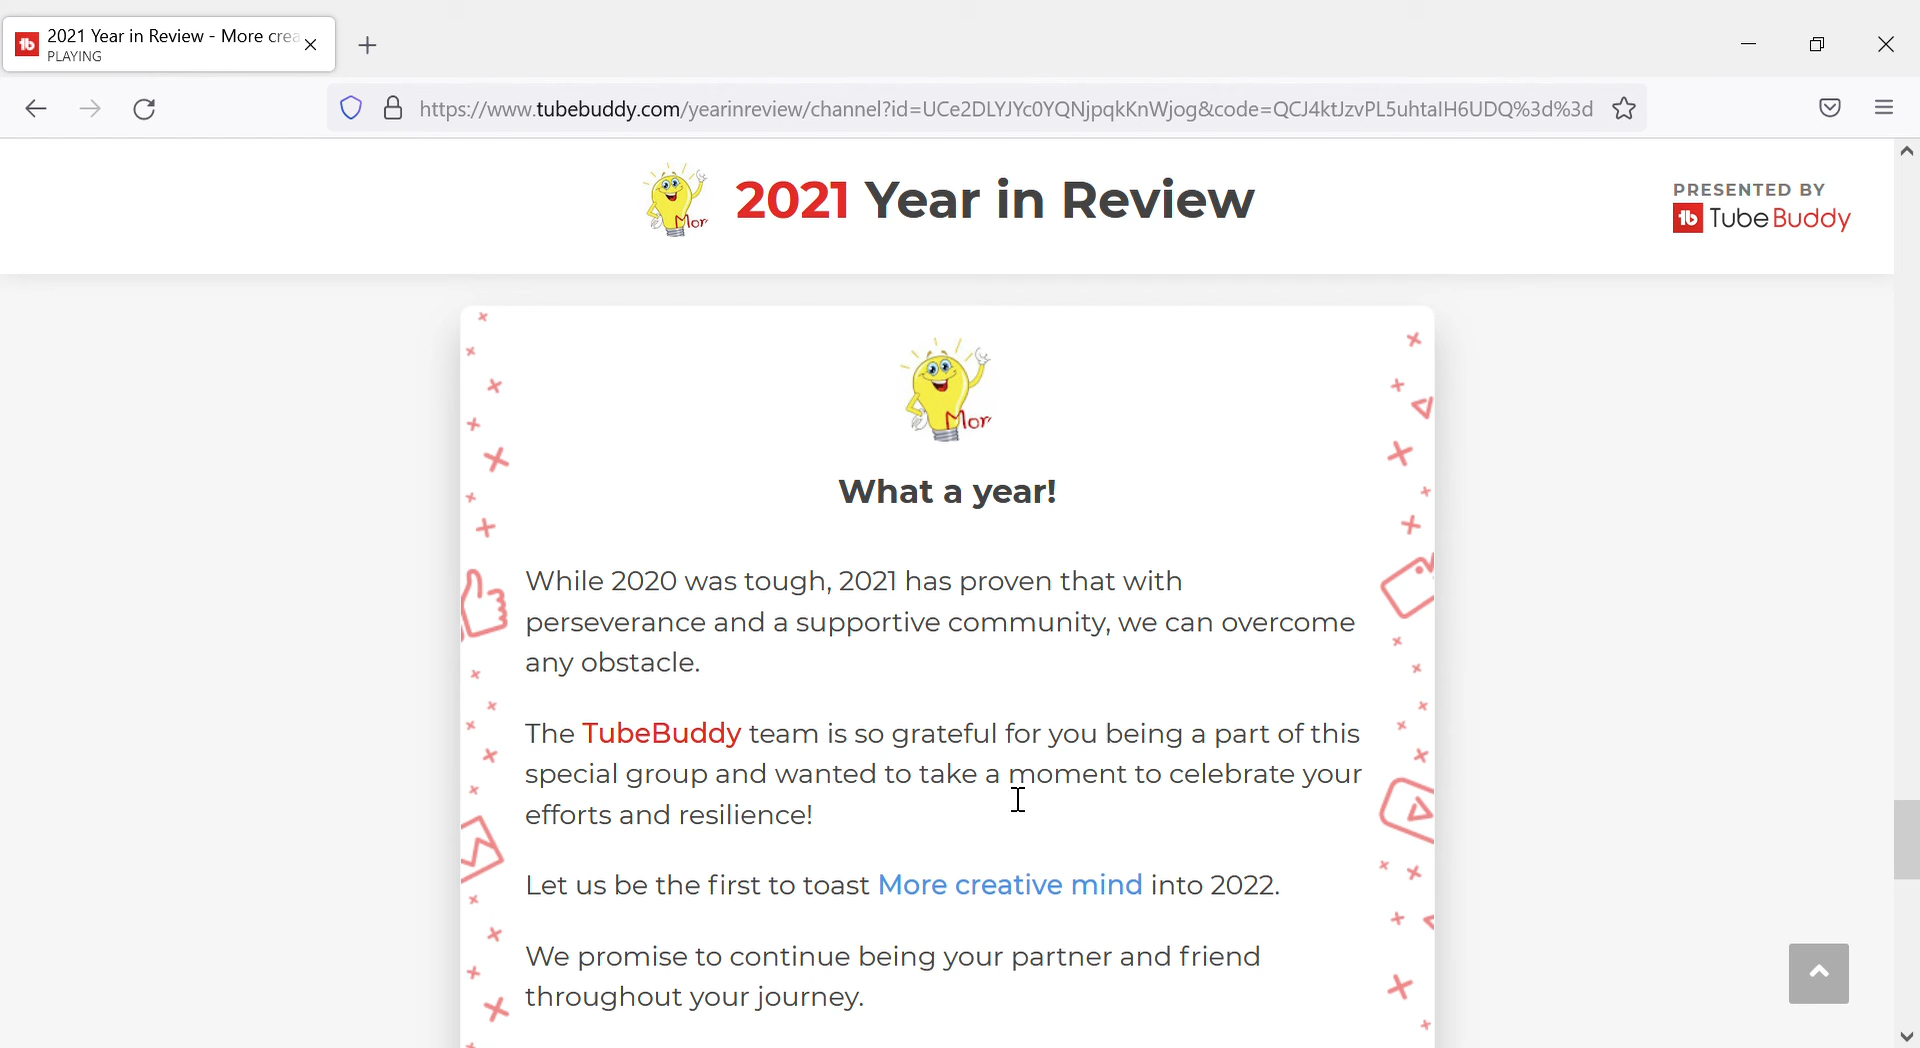 2021 Year in Review - More crea
PLAYING
https://www.tubebuddy.com/yearinreview/channel?id=UCe2DLYJYc0YQNjpqkKnWjog&code=QCJ4ktJzvPL5uhtaIH6UDQ%3d%3d
Mor
2021 Year in Review
PRESENTED BY
TubeBuddy
Mor
What a year!
While 2020 was tough, 2021 has proven that with
perseverance and a supportive community, we can overcome
any obstacle.
The TubeBuddy team is so grateful for you being a part of this
special group and wanted to take a moment to celebrate your
efforts and resilience!
Let us be the first to toast More creative mind into 2022.
We promise to continue being your partner and friend
throughout your journey.